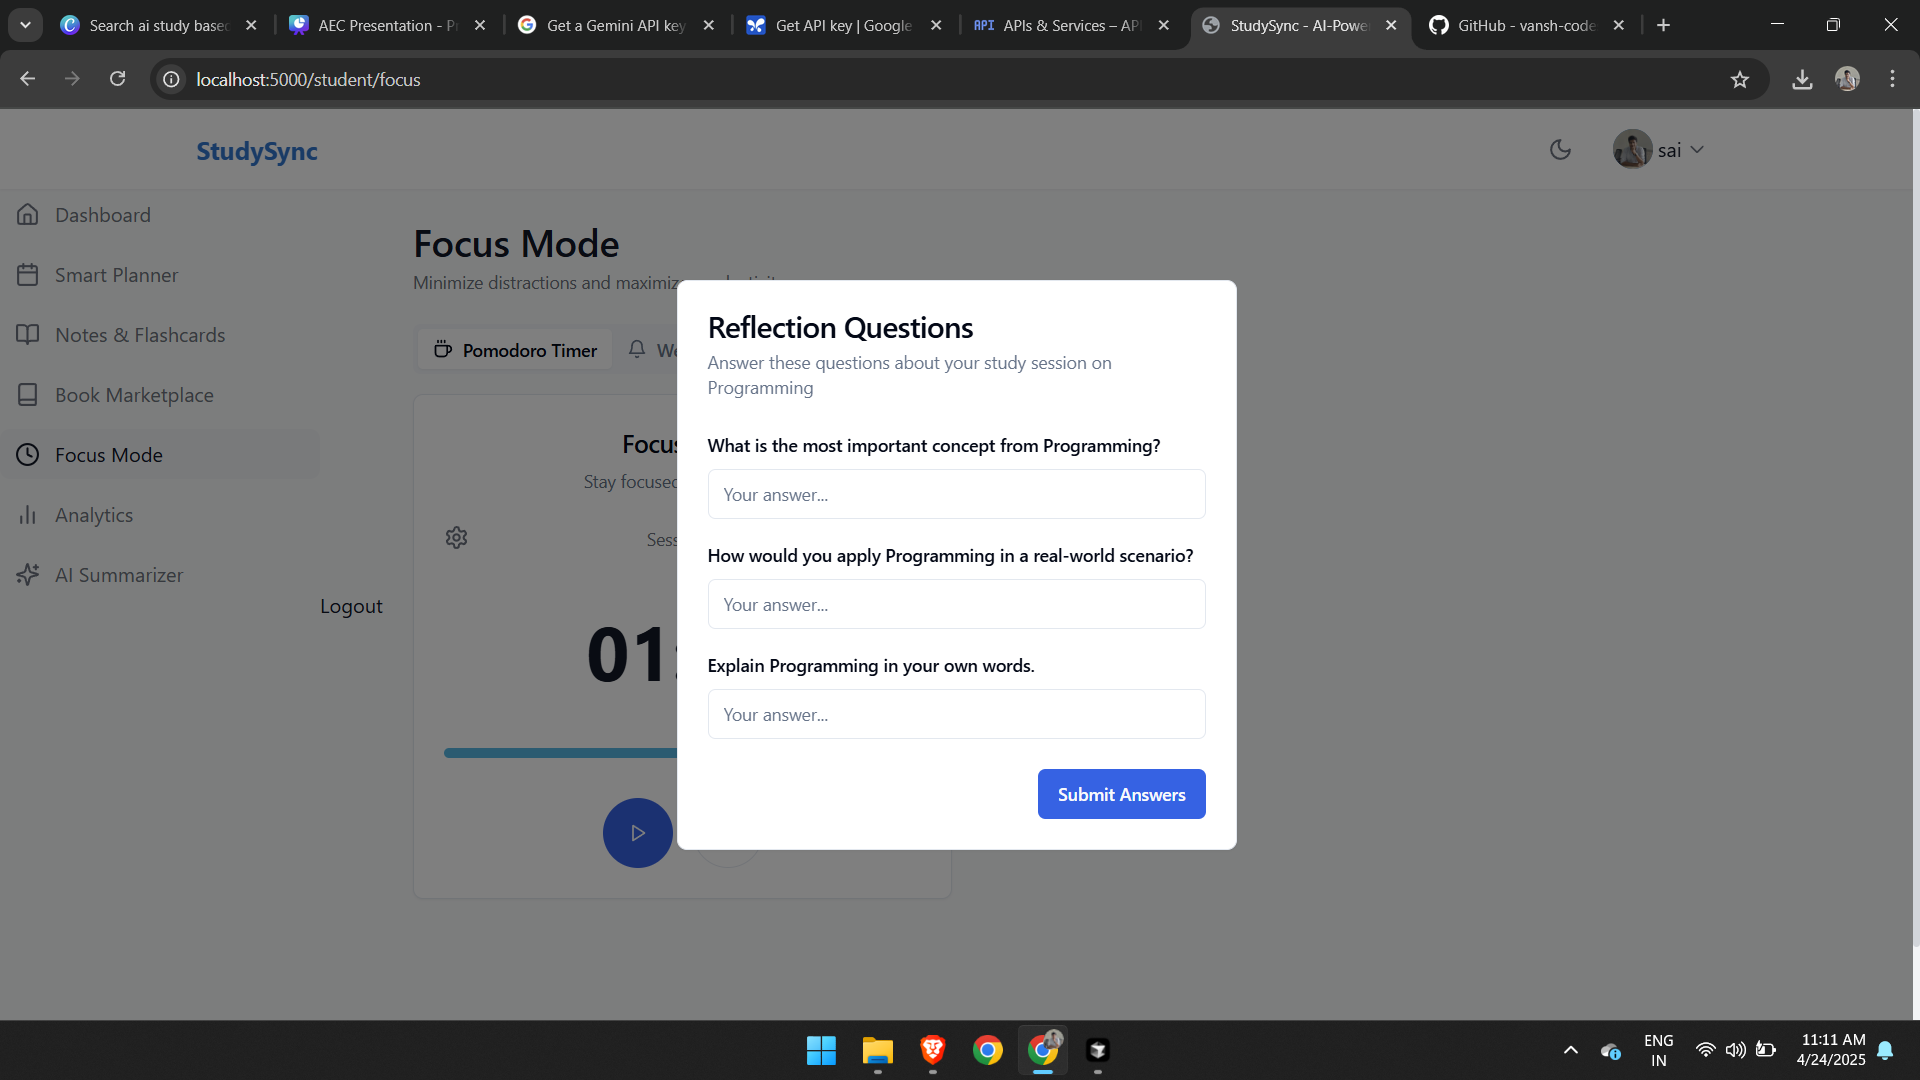 Search ai study based
AEC Presentation - Pr
Get a Gemini API key
Get API key | Google
API
APIs & Services – API
StudySync - AI-Power
GitHub - vansh-code
localhost:5000/student/focus
StudySync
sai
Dashboard
Smart Planner
Notes & Flashcards
Book Marketplace
Focus Mode
Analytics
AI Summarizer
Logout
Focus Mode
Minimize distractions and maximize
Pomodoro Timer
We
Focus
Stay focused
Sess
01:
Reflection Questions
Answer these questions about your study session on
Programming
What is the most important concept from Programming?
Your answer...
How would you apply Programming in a real-world scenario?
Your answer...
Explain Programming in your own words.
Your answer...
Submit Answers
ENG
IN
11:11 AM
4/24/2025